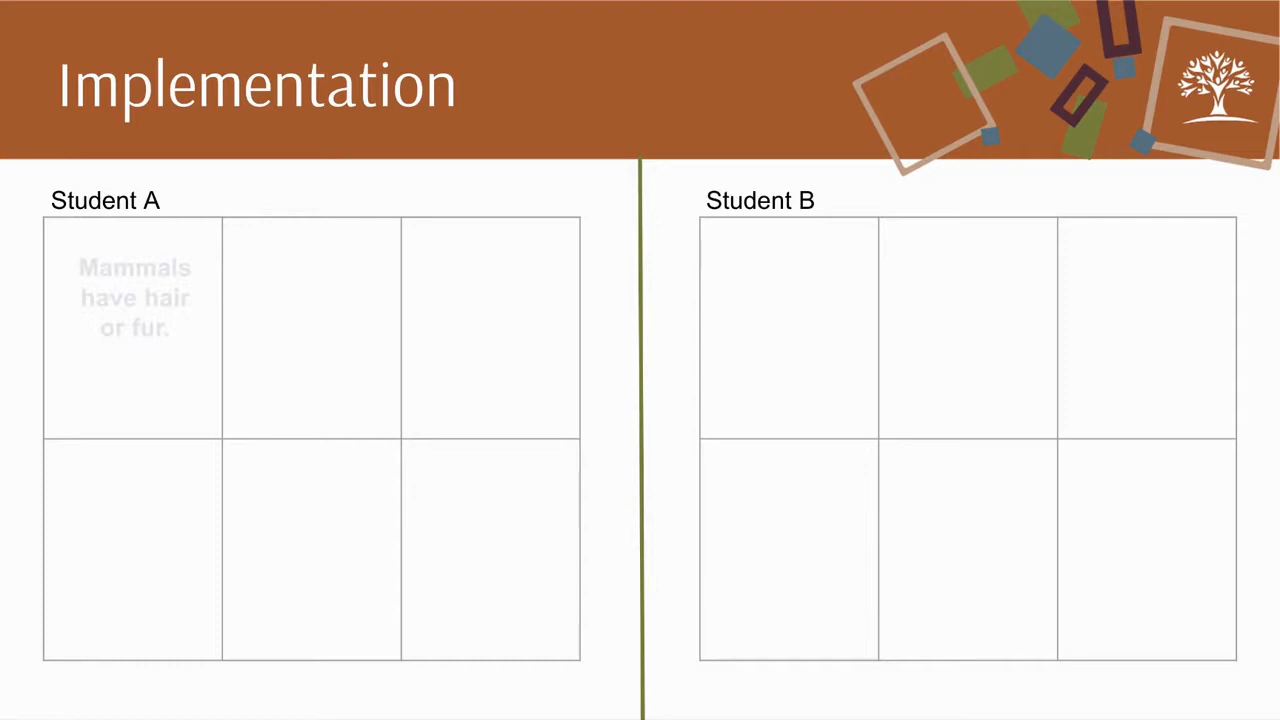 Implementation
Student A
Mammals
have hair
or fur.
Student B